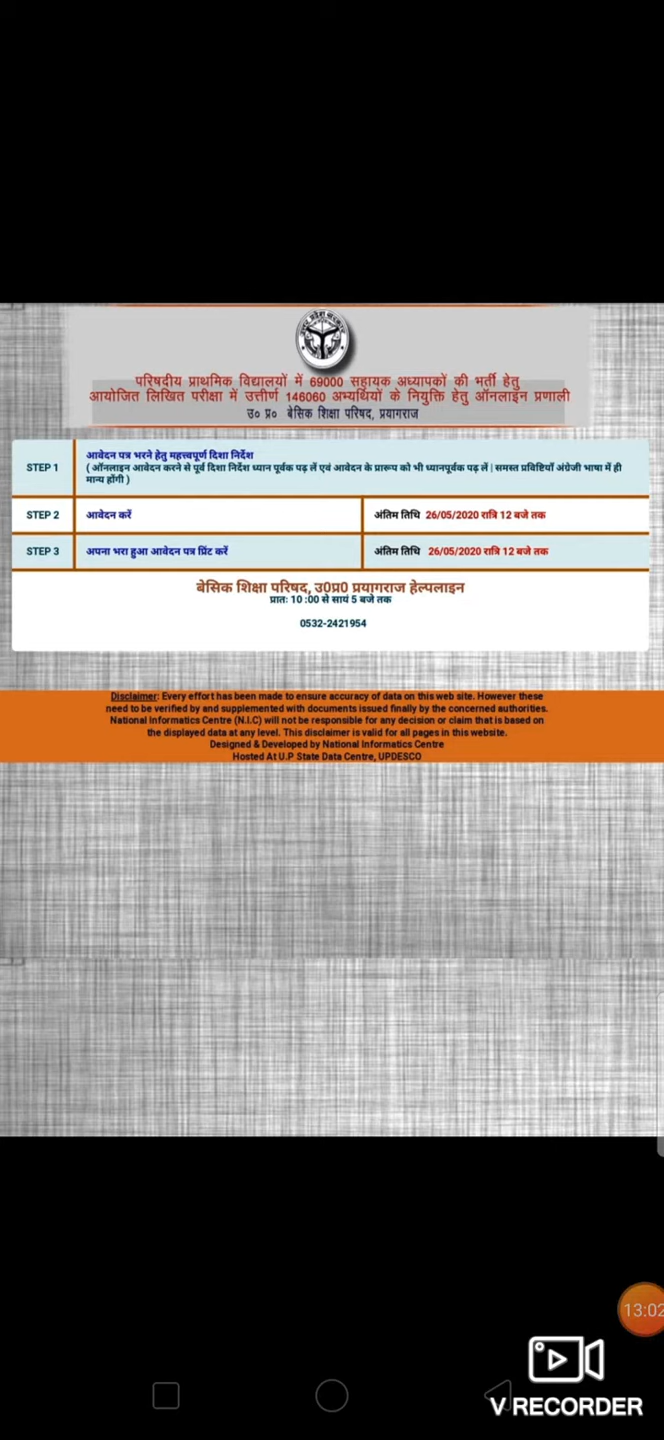 परिषदीय प्राथमिक विद्यालयों में 69000 सहायक अध्यापकों की भर्ती हेतु
आयोजित लिखित परीक्षा में उत्तीर्ण 146060 अभ्यर्थियों के नियुक्ति हेतु ऑनलाइन प्रणाली
उ० प्र० बेसिक शिक्षा परिषद, प्रयागराज
STEP 1
आवेदन पत्र भरने हेतु महत्त्वपूर्ण दिशा निर्देश
( ऑनलाइन आवेदन करने से पूर्व दिशा निर्देश ध्यान पूर्वक पढ़ लें एवं आवेदन के प्रारूप को भी ध्यानपूर्वक पढ़ लें | समस्त प्रविष्टियाँ अंग्रेजी भाषा में ही
मान्य होंगी )
STEP 2 आवेदन करें अंतिम तिथि 26/05/2020 रात्रि 12 बजे तक
STEP 3 अपना भरा हुआ आवेदन पत्र प्रिंट करें अंतिम तिथि 26/05/2020 रात्रि 12 बजे तक
बेसिक शिक्षा परिषद, उ0प्र0 प्रयागराज हेल्पलाइन
प्रातः 10 :00 से सायं 5 बजे तक
0532-2421954
Disclaimer: Every effort has been made to ensure accuracy of data on this web site. However these
need to be verified by and supplemented with documents issued finally by the concerned authorities.
National Informatics Centre (N.I.C) will not be responsible for any decision or claim that is based on
the displayed data at any level. This disclaimer is valid for all pages in this website.
Designed & Developed by National Informatics Centre
Hosted At U.P State Data Centre, UPDESCO
13:02
V RECORDER